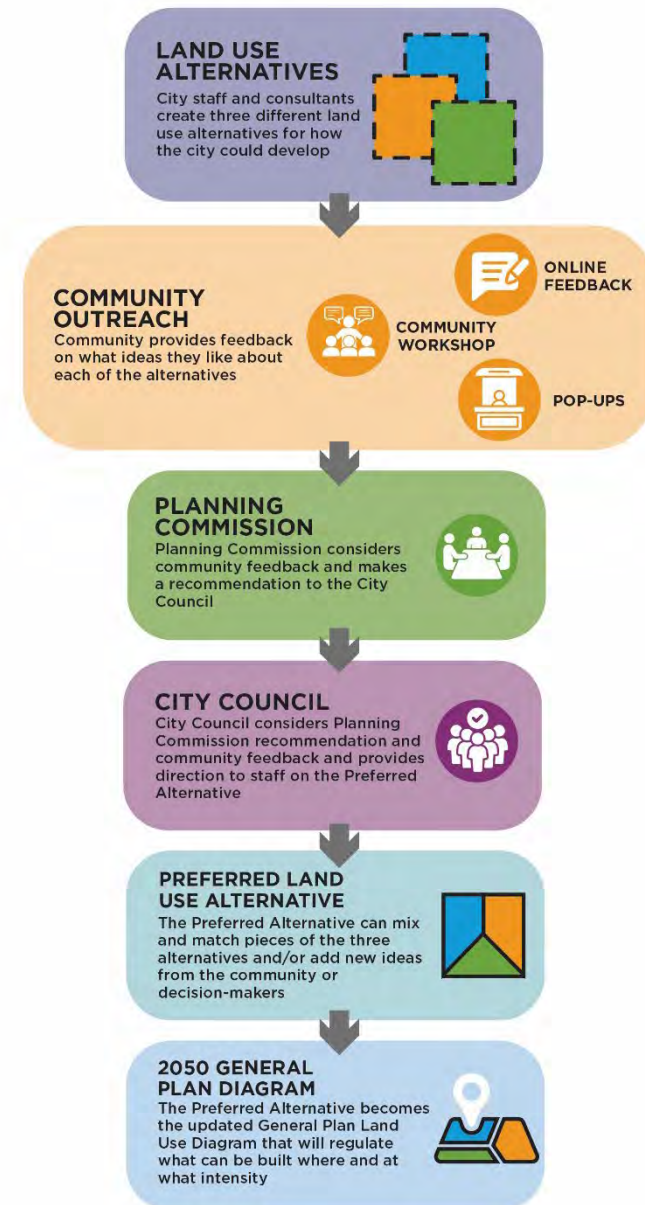 LAND USE
ALTERNATIVES
City staff and consultants
create three different land
use alternatives for how
the city could develop
COMMUNITY
OUTREACH
Community provides feedback
on what ideas they like about
each of the alternatives
COMMUNITY
WORKSHOP
ONLINE
FEEDBACK
POP-UPS
PLANNING
COMMISSION
Planning Commission considers
community feedback and makes
a recommendation to the City
Council
CITY COUNCIL
City Council considers Planning
Commission recommendation and
community feedback and provides
direction to staff on the Preferred
Alternative
PREFERRED LAND
USE ALTERNATIVE
The Preferred Alternative can mix
and match pieces of the three
alternatives and/or add new ideas
from the community or
decision-makers
2050 GENERAL
PLAN DIAGRAM
The Preferred Alternative becomes
the updated General Plan Land
Use Diagram that will regulate
what can be built where and at
what intensity